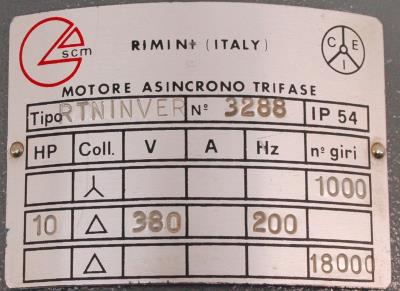 scm
RIMINI (ITALY)
C E I
MOTORE ASINCRONO TRIFASE
Tipo RTNINVER Nº 3288 IP 54
HP Coll. V A Hz nº giri
1000
10 380 200
18000